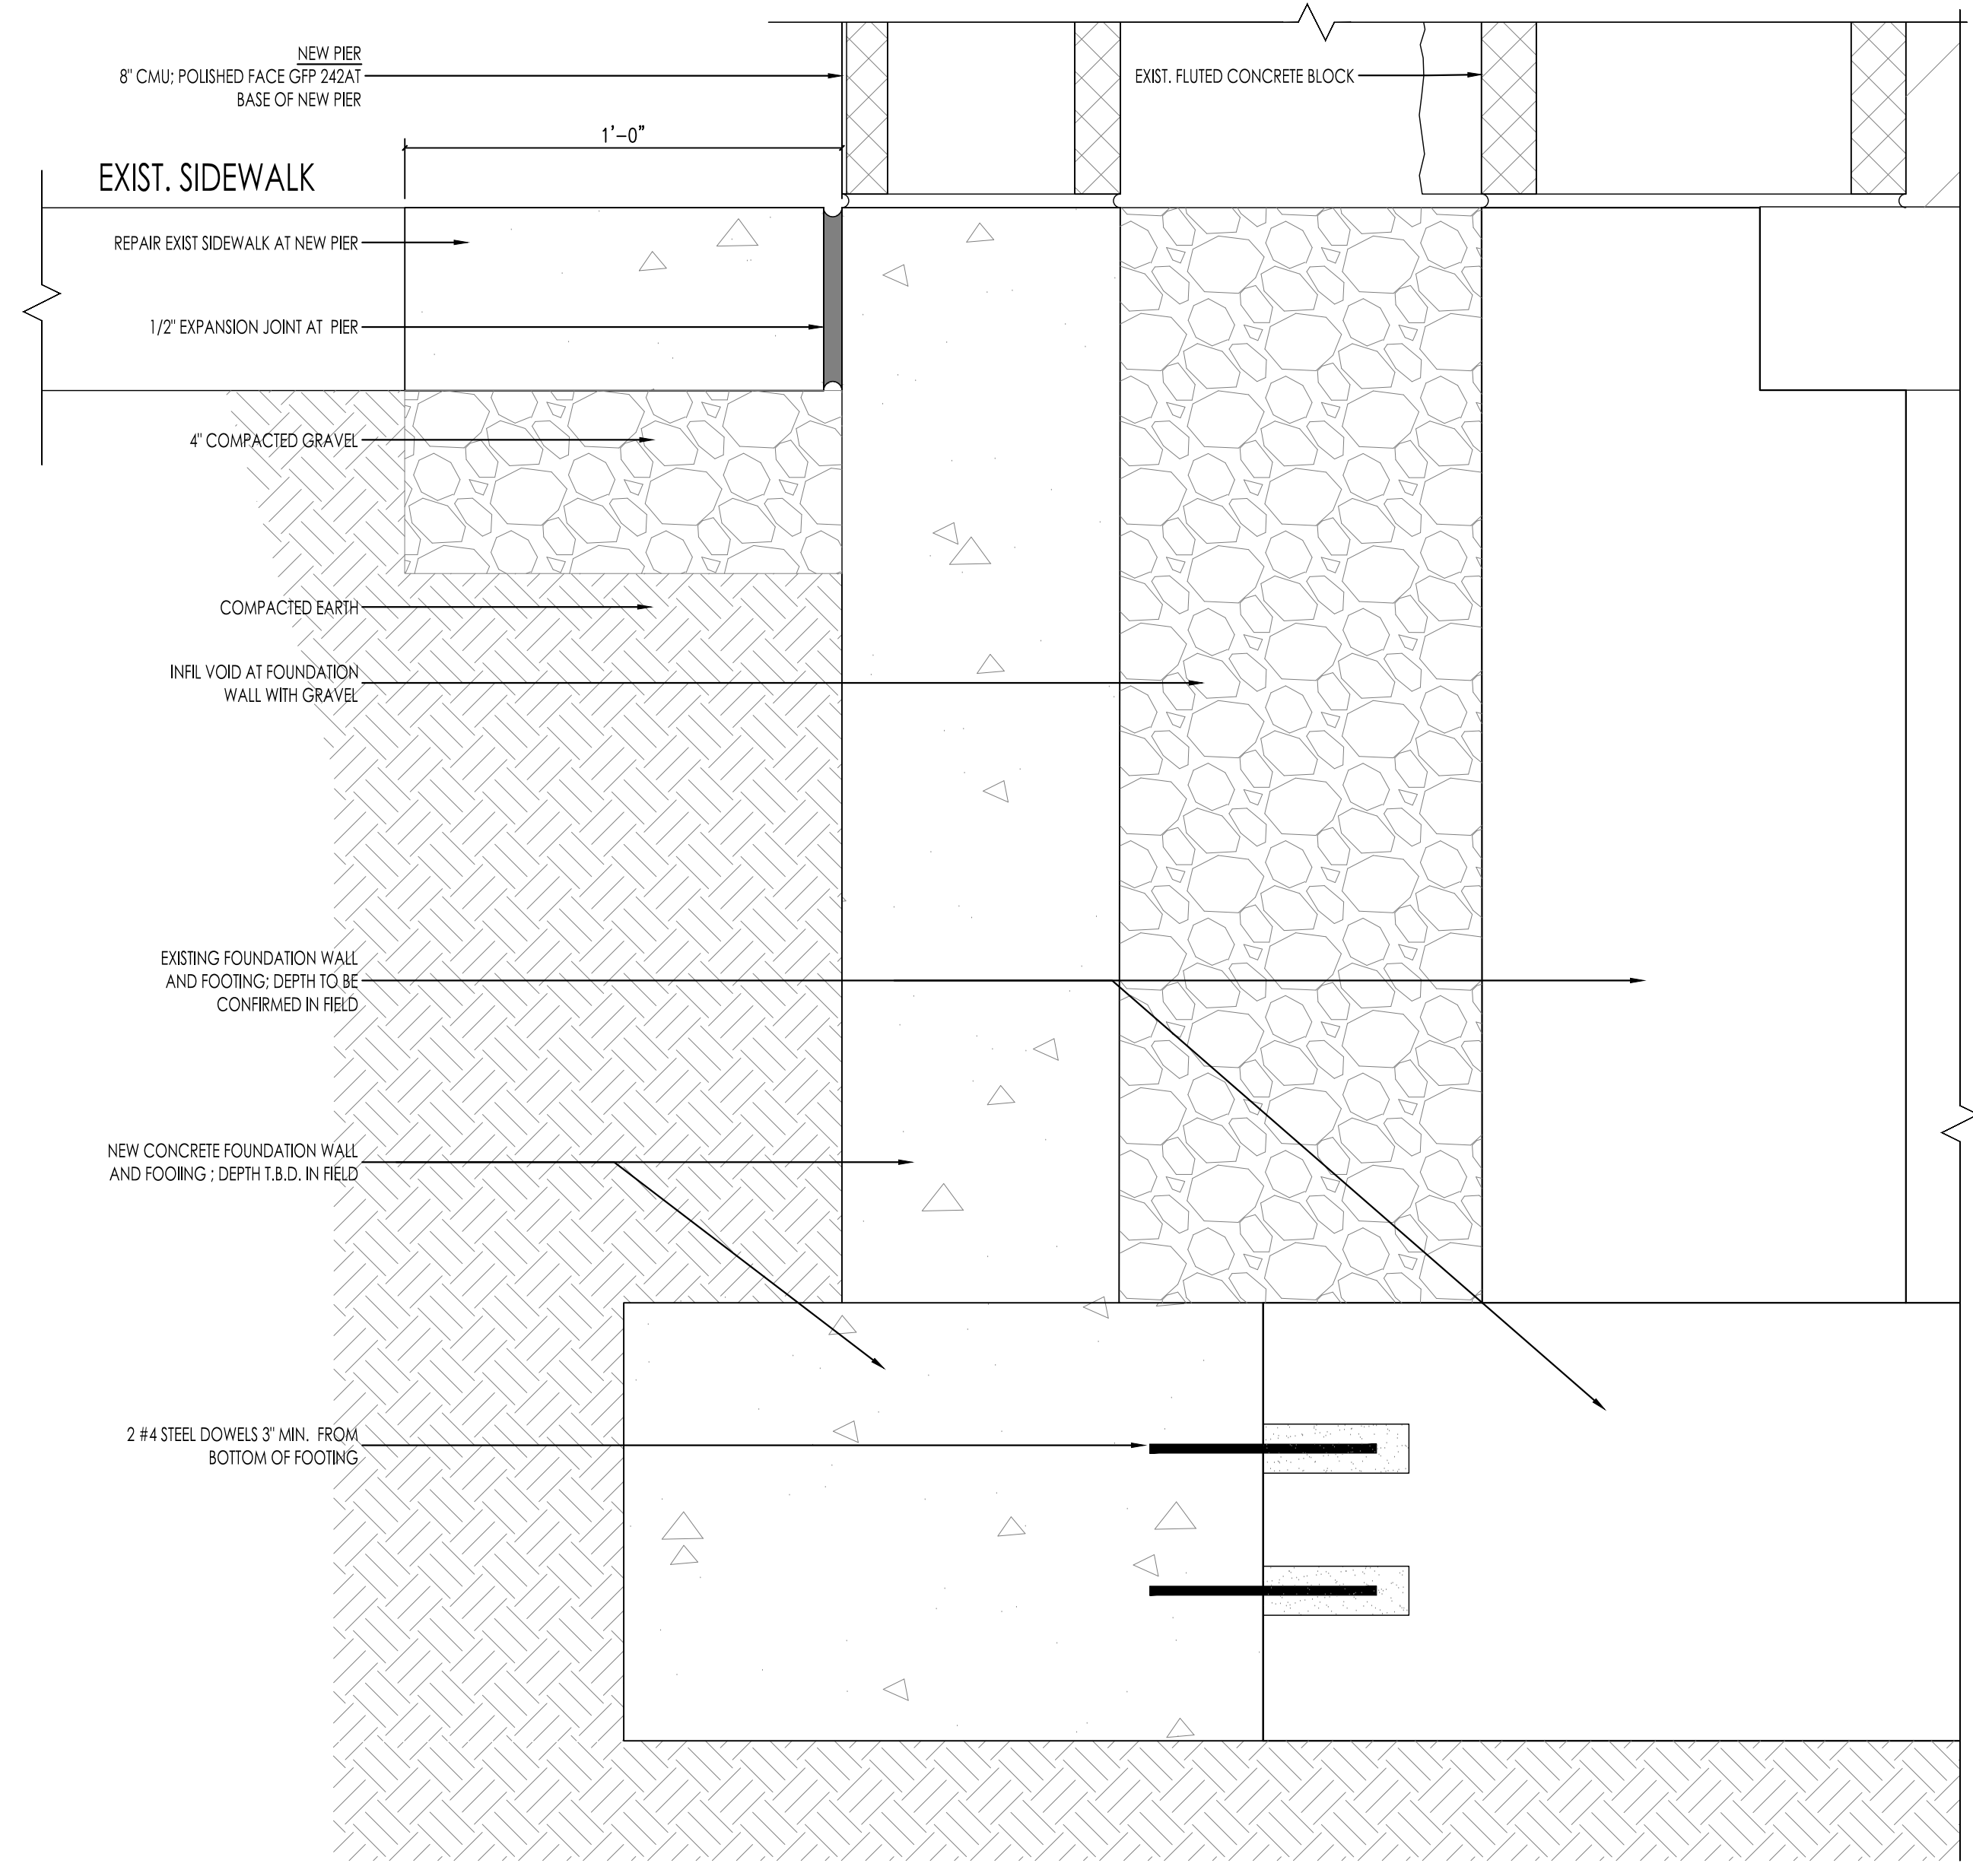 NEW PIER
8" CMU; POLISHED FACE GFP 242AT
BASE OF NEW PIER
EXIST. FLUTED CONCRETE BLOCK
1'-0"
EXIST. SIDEWALK
REPAIR EXIST SIDEWALK AT NEW PIER
1/2" EXPANSION JOINT AT PIER
4" COMPACTED GRAVEL
COMPACTED EARTH
INFIL VOID AT FOUNDATION
WALL WITH GRAVEL
EXISTING FOUNDATION WALL
AND FOOTING; DEPTH TO BE
CONFIRMED IN FIELD
NEW CONCRETE FOUNDATION WALL
AND FOOIING ; DEPTH T.B.D. IN FIELD
2 #4 STEEL DOWELS 3" MIN. FROM
BOTTOM OF FOOTING